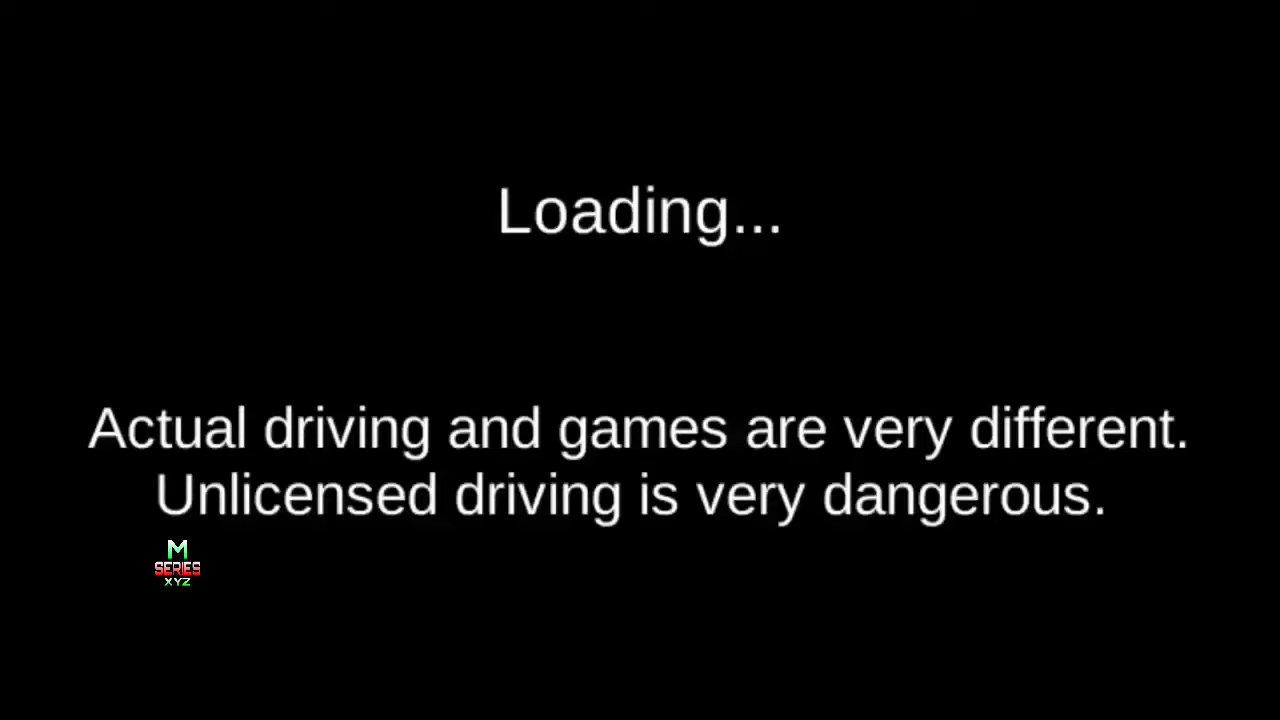 Loading...
Actual driving and games are very different.
Unlicensed driving is very dangerous.
M
SERIES
XYZ